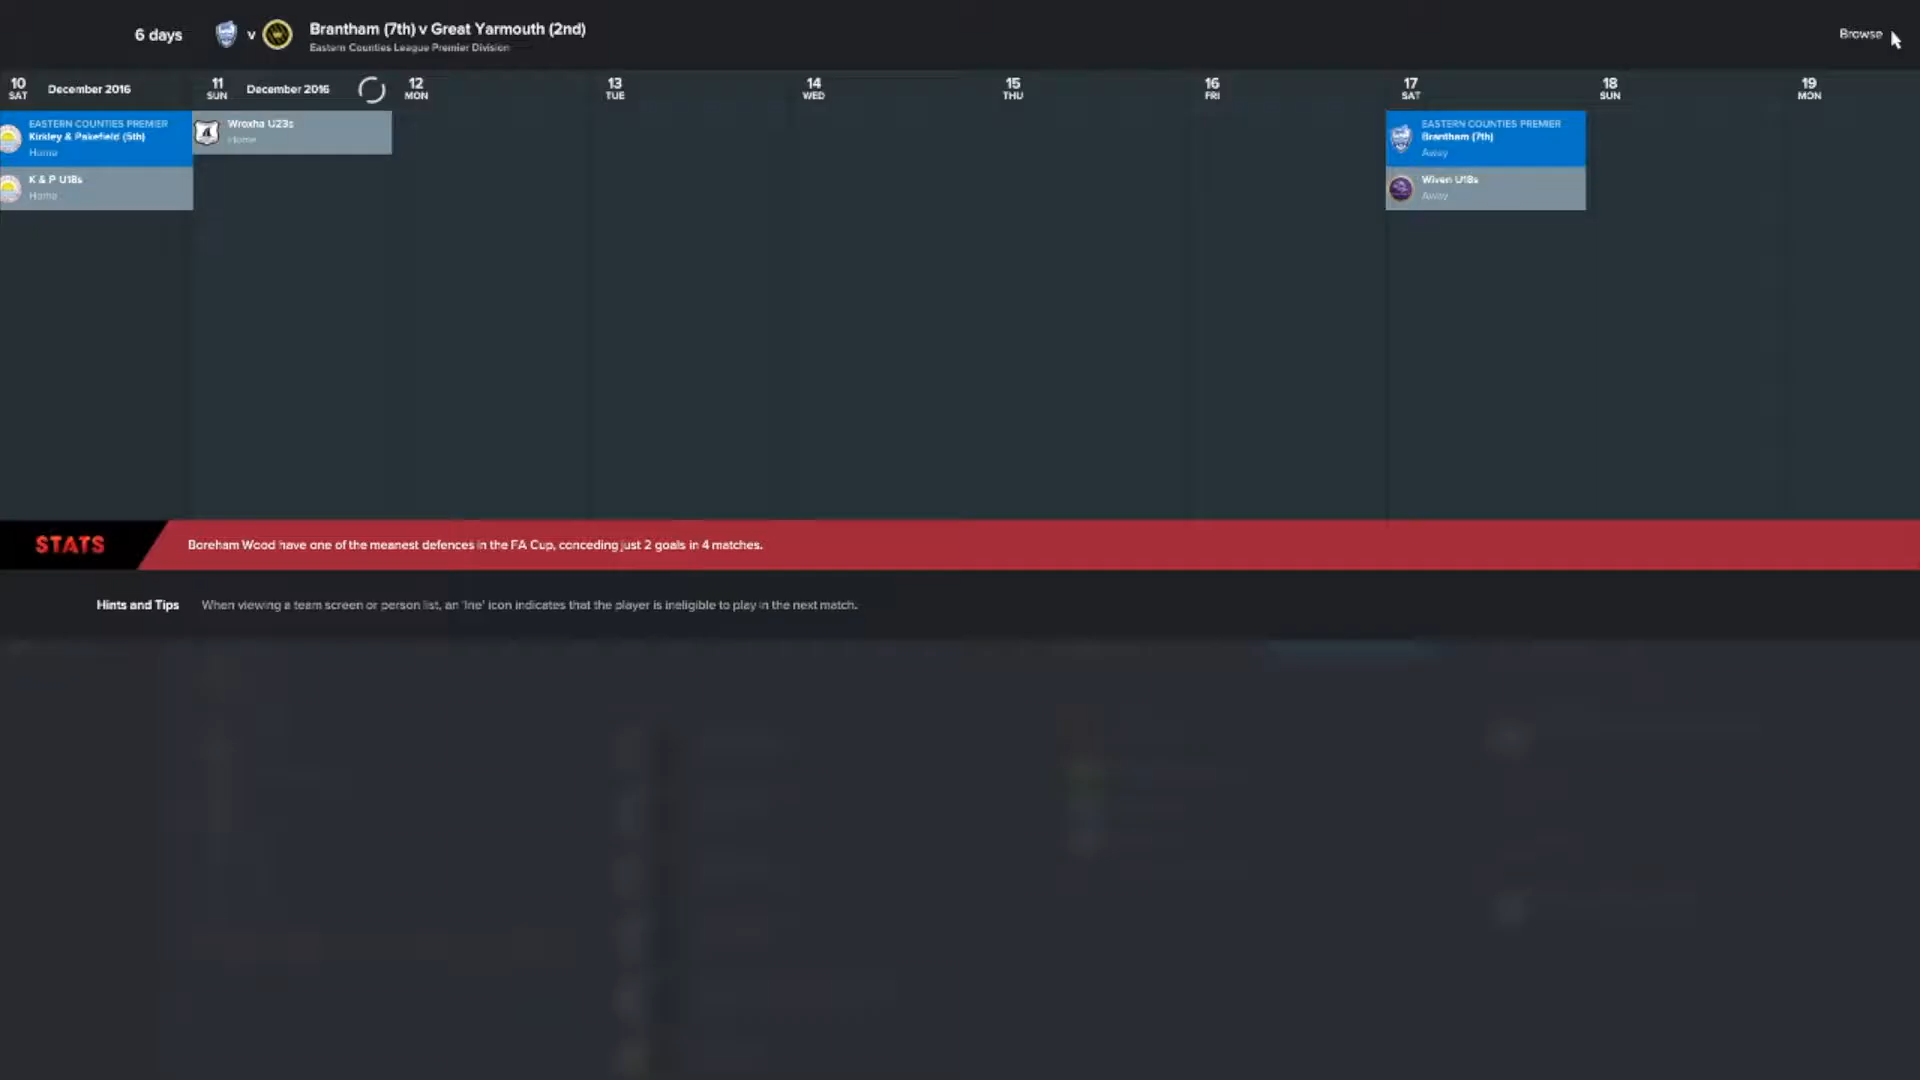 6 days
v
Brantham (7th) v Great Yarmouth (2nd)
Eastern Counties League Premier Division
Browse
10
SAT
December 2016
11
SUN
December 2016
12
MON
13
TUE
14
WED
15
THU
16
FRI
17
SAT
18
SUN
19
MON
EASTERN COUNTIES PREMIER
Kirkley & Pakefield (5th)
Home
K & P U18s
Home
Wroxha U23s
Home
EASTERN COUNTIES PREMIER
Brantham (7th)
Away
Wiven U18s
Away
STATS
Boreham Wood have one of the meanest defences in the FA Cup, conceding just 2 goals in 4 matches.
Hints and Tips
When viewing a team screen or person list, an 'Ine' icon indicates that the player is ineligible to play in the next match.